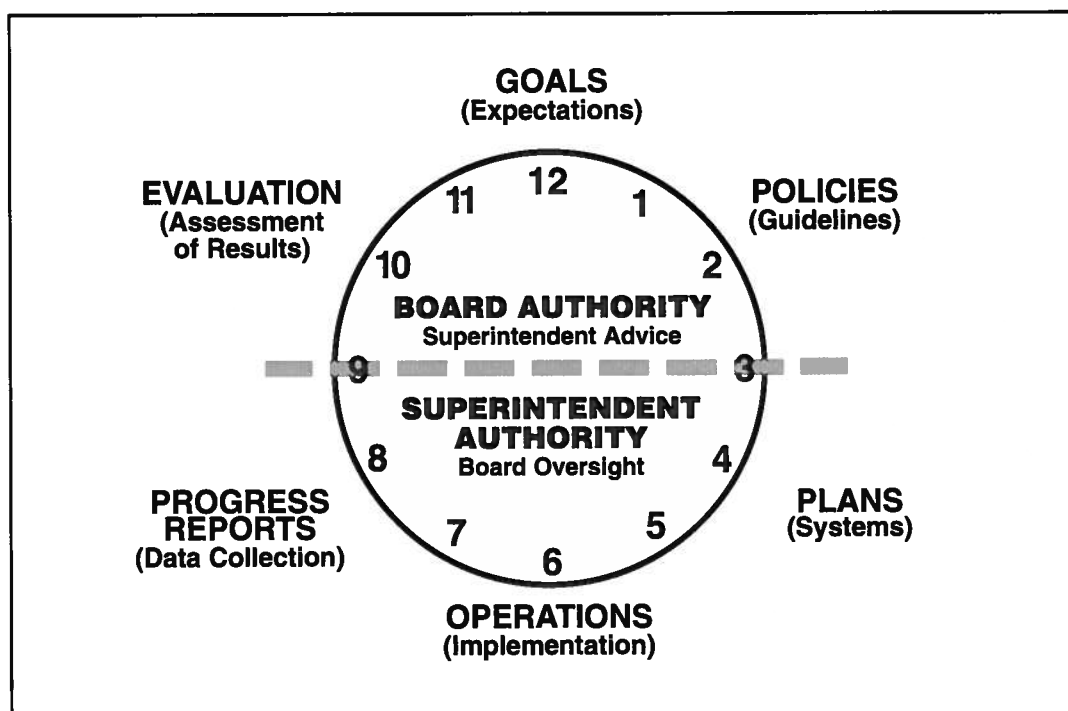 GOALS
(Expectations)
EVALUATION
(Assessment
of Results)
POLICIES
(Guidelines)
12
11
1
10
2
BOARD AUTHORITY
Superintendent Advice
9
3
SUPERINTENDENT
AUTHORITY
Board Oversight
8
4
7
5
6
PROGRESS
REPORTS
(Data Collection)
PLANS
(Systems)
OPERATIONS
(Implementation)